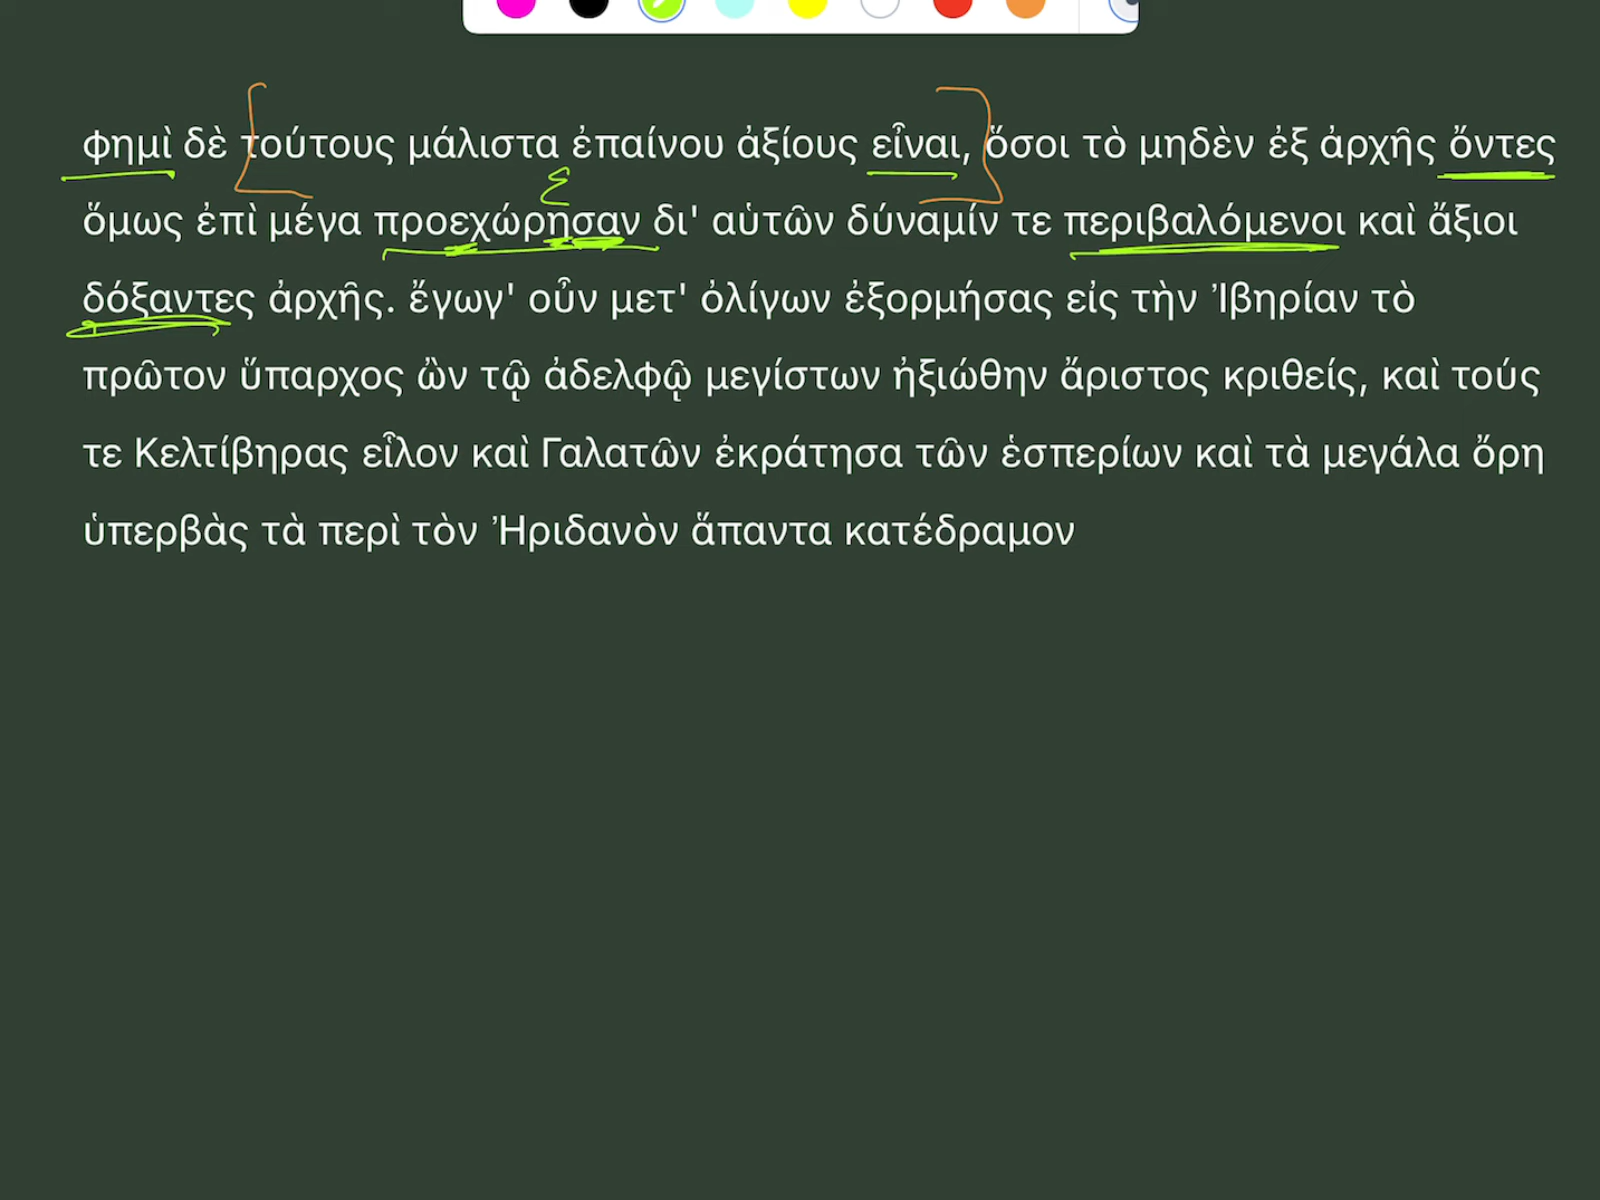 φημὶ δὲ τούτους μάλιστα ἐπαίνου ἀξίους εἶναι, ὅσοι τὸ μηδὲν ἐξ ἀρχῆς ὄντες
ὅμως ἐπὶ μέγα προεχώρησαν δι' αὑτῶν δύναμίν τε περιβαλόμενοι καὶ ἄξιοι
δόξαντες ἀρχῆς. ἔγωγ' οὖν μετ' ὀλίγων ἐξορμήσας εἰς τὴν Ἰβηρίαν τὸ
πρῶτον ὕπαρχος ὢν τῷ ἀδελφῷ μεγίστων ἠξιώθην ἄριστος κριθείς, καὶ τούς
τε Κελτίβηρας εἷλον καὶ Γαλατῶν ἐκράτησα τῶν ἑσπερίων καὶ τὰ μεγάλα ὄρη
ὑπερβὰς τὰ περὶ τὸν Ἠριδανὸν ἅπαντα κατέδραμον